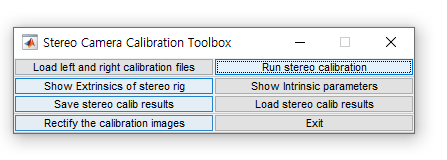 Stereo Camera Calibration Toolbox
Load left and right calibration files
Run stereo calibration
Show Extrinsics of stereo rig
Show Intrinsic parameters
Save stereo calib results
Load stereo calib results
Rectify the calibration images
Exit